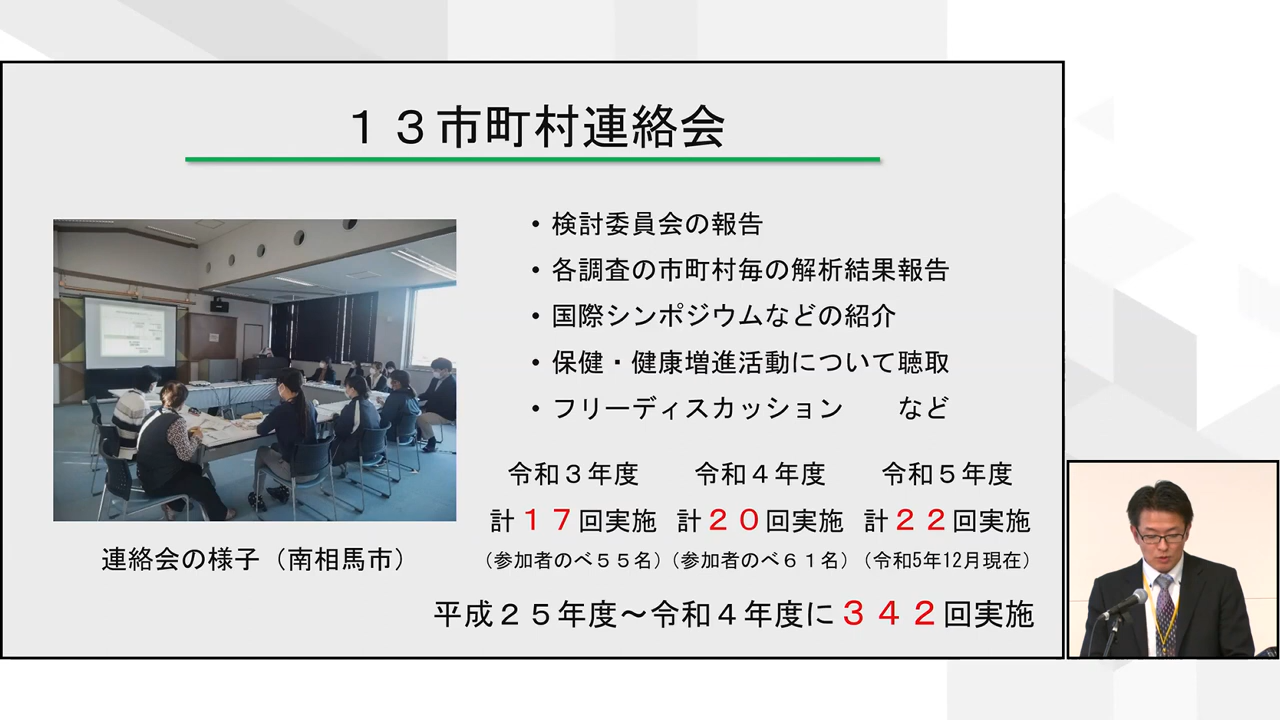 １３市町村連絡会
・検討委員会の報告
・各調査の市町村毎の解析結果報告
・国際シンポジウムなどの紹介
・保健・健康増進活動について聴取
・フリーディスカッション　　など
令和３年度　令和４年度　令和５年度
計１７回実施　計２０回実施　計２２回実施
（参加者のべ５５名）（参加者のべ６１名）（令和5年12月現在）
連絡会の様子（南相馬市）
平成２５年度～令和４年度に３４２回実施